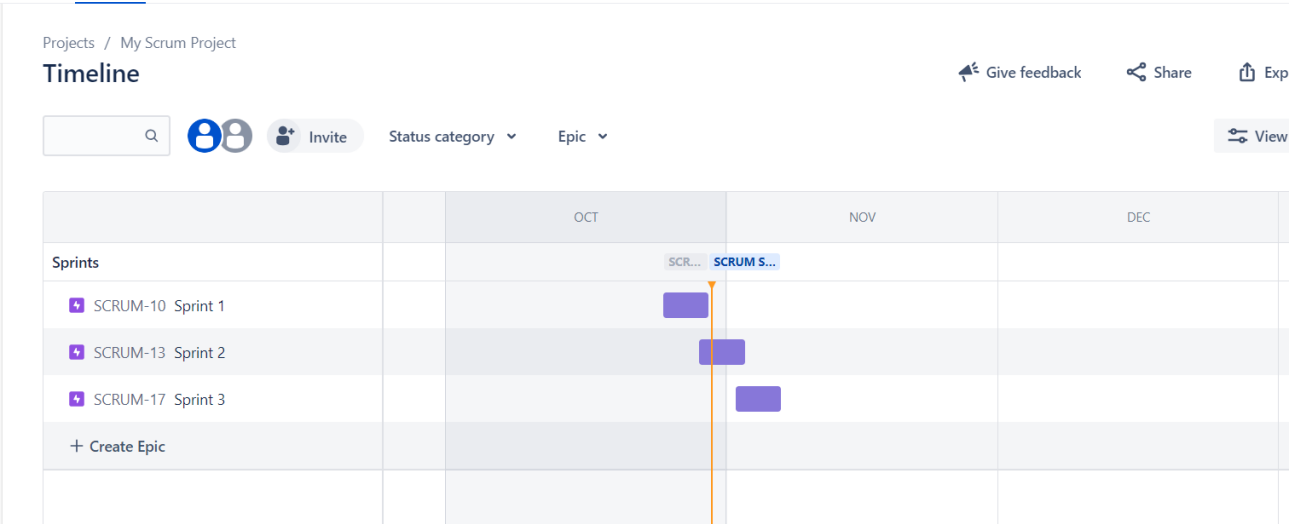 Projects / My Scrum Project
Timeline
Give feedback
Share
Exp
Invite
Status category
Epic
View
OCT
NOV
DEC
Sprints
SCR...
SCRUM S...
SCRUM-10 Sprint 1
SCRUM-13 Sprint 2
SCRUM-17 Sprint 3
+ Create Epic